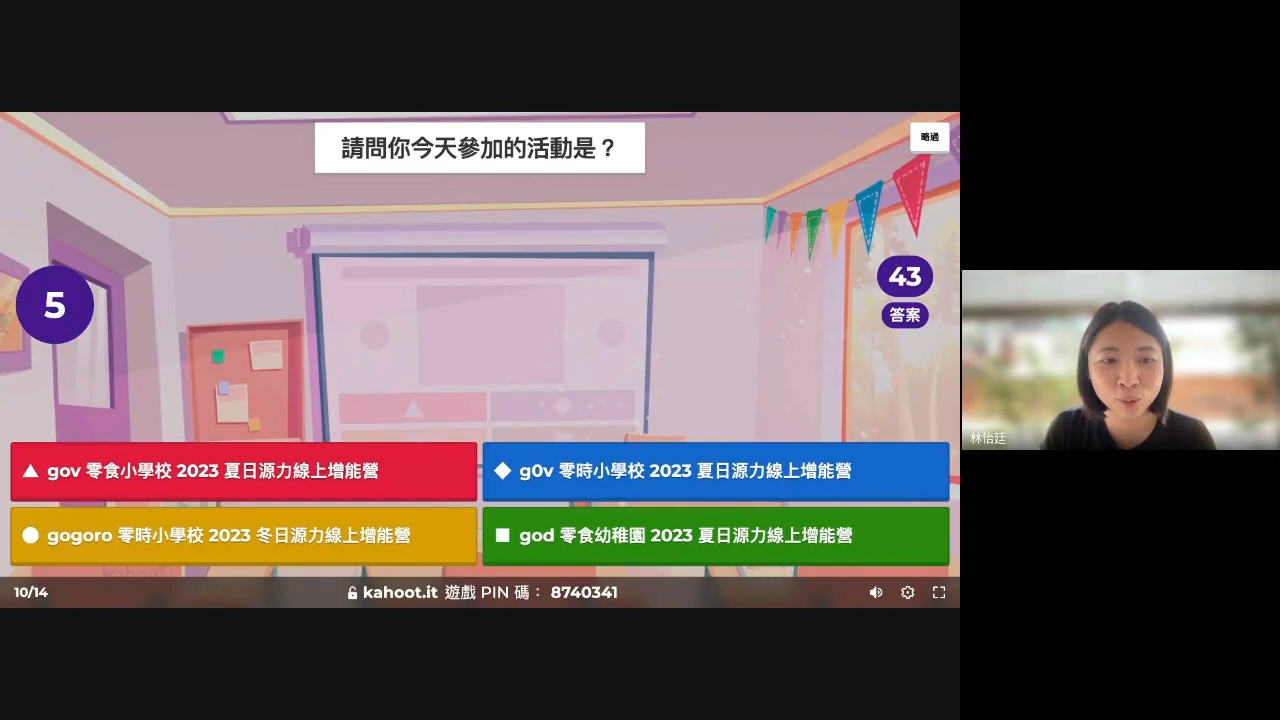 請問你今天參加的活動是？
略過
5
43
答案
gov 零食小學校 2023 夏日源力線上增能營
g0v 零時小學校 2023 夏日源力線上增能營
gogoro 零時小學校 2023 冬日源力線上增能營
god 零食幼稚園 2023 夏日源力線上增能營
10/14
kahoot.it 遊戲 PIN 碼： 8740341
林怡廷